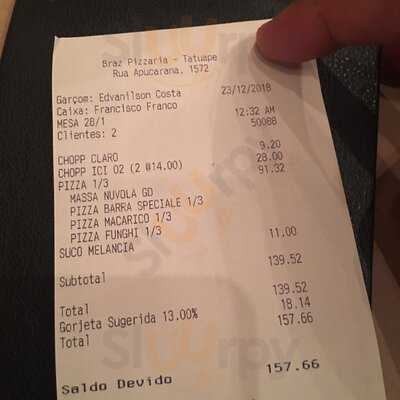 Braz Pizzaria - Tatuape
Rua Apucarana, 1572
Garçom: Edvanilson Costa 23/12/2018
Caixa: Francisco Franco
MESA 28/1 12:32 AM
Clientes: 2 50088
CHOPP CLARO 9.20
CHOPP ICI 02 (2 @14.00) 28.00
PIZZA 1/3 91.32
MASSA NUVOLA GD
PIZZA BARRA SPECIALE 1/3
PIZZA MACARICO 1/3
PIZZA FUNGHI 1/3
SUCO MELANCIA 11.00
Subtotal 139.52
Total 139.52
Gorjeta Sugerida 13.00% 18.14
Total 157.66
Saldo Devido 157.66
sluurpy
sluurpy
sluurpy